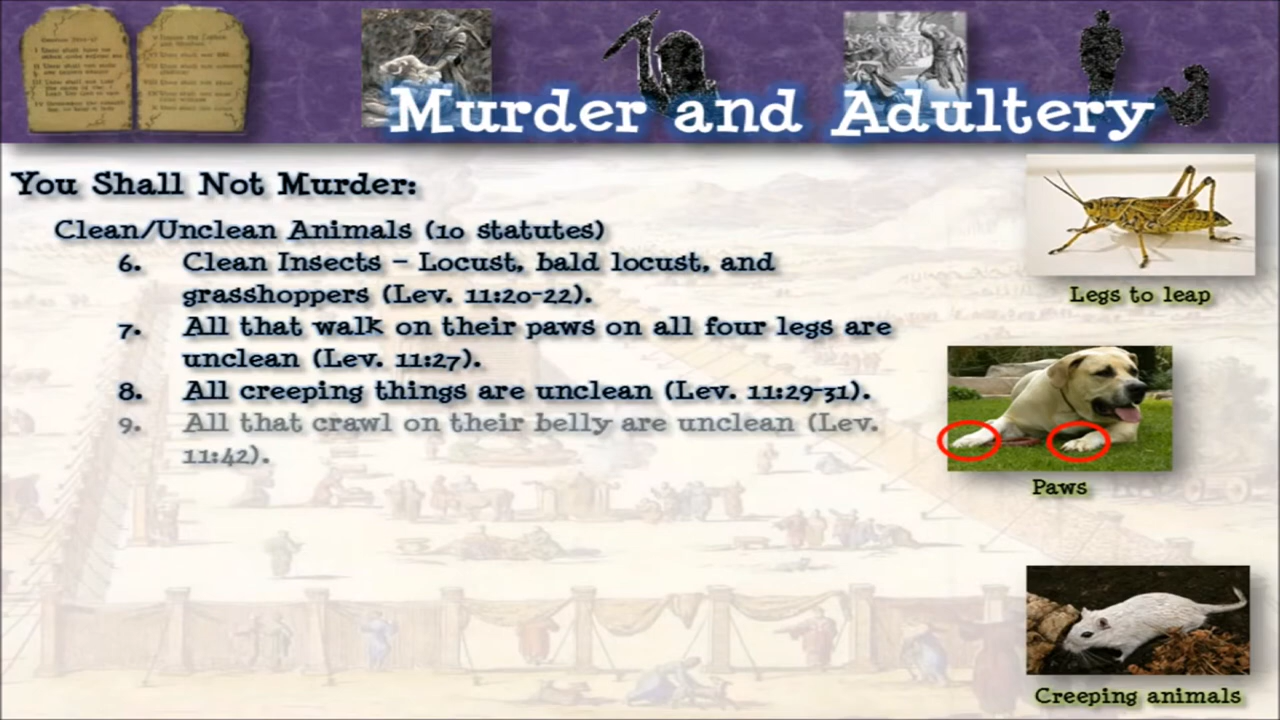 Murder and Adultery
You Shall Not Murder:
Clean/Unclean Animals (10 statutes)
6. Clean Insects – Locust, bald locust, and
grasshoppers (Lev. 11:20-22).
7. All that walk on their paws on all four legs are
unclean (Lev. 11:27).
8. All creeping things are unclean (Lev. 11:29-31).
9. All that crawl on their belly are unclean (Lev.
11:42).
Legs to leap
Paws
Creeping animals